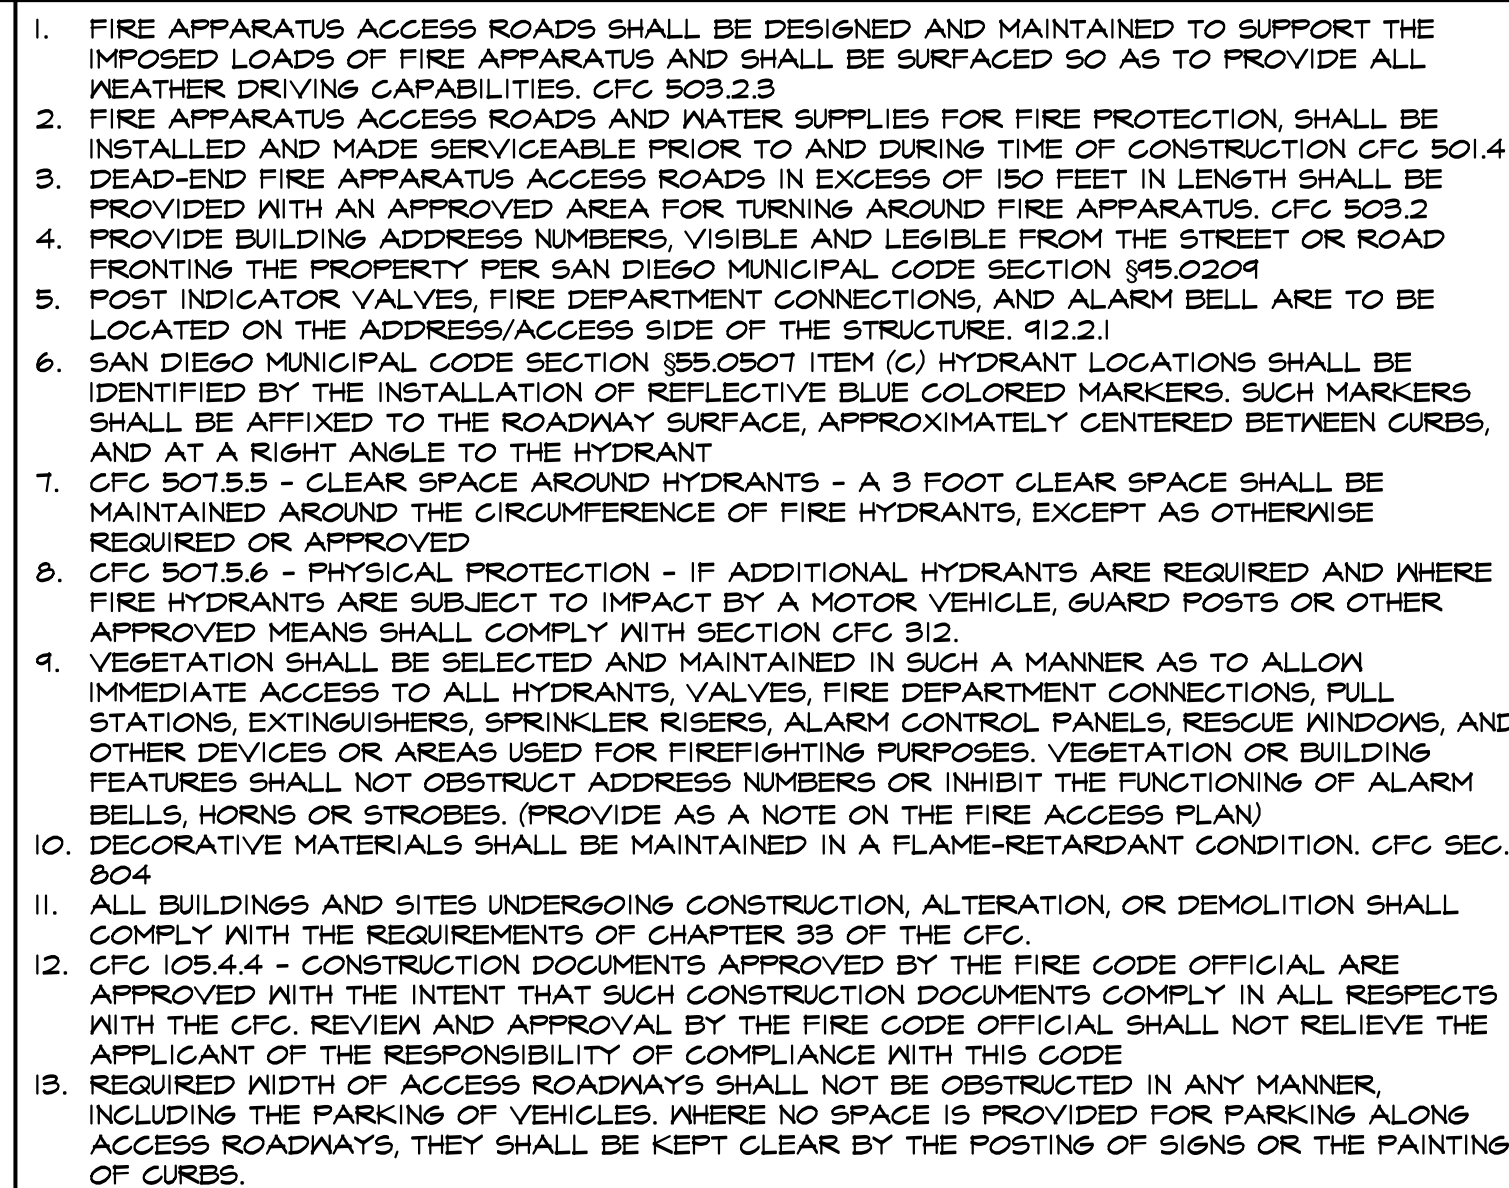 1. FIRE APPARATUS ACCESS ROADS SHALL BE DESIGNED AND MAINTAINED TO SUPPORT THE
IMPOSED LOADS OF FIRE APPARATUS AND SHALL BE SURFACED SO AS TO PROVIDE ALL
WEATHER DRIVING CAPABILITIES. CFC 503.2.3
2. FIRE APPARATUS ACCESS ROADS AND WATER SUPPLIES FOR FIRE PROTECTION, SHALL BE
INSTALLED AND MADE SERVICEABLE PRIOR TO AND DURING TIME OF CONSTRUCTION CFC 501.4
3. DEAD-END FIRE APPARATUS ACCESS ROADS IN EXCESS OF 150 FEET IN LENGTH SHALL BE
PROVIDED WITH AN APPROVED AREA FOR TURNING AROUND FIRE APPARATUS. CFC 503.2
4. PROVIDE BUILDING ADDRESS NUMBERS, VISIBLE AND LEGIBLE FROM THE STREET OR ROAD
FRONTING THE PROPERTY PER SAN DIEGO MUNICIPAL CODE SECTION §95.0209
5. POST INDICATOR VALVES, FIRE DEPARTMENT CONNECTIONS, AND ALARM BELL ARE TO BE
LOCATED ON THE ADDRESS/ACCESS SIDE OF THE STRUCTURE. 912.2.1
6. SAN DIEGO MUNICIPAL CODE SECTION §55.0507 ITEM (C) HYDRANT LOCATIONS SHALL BE
IDENTIFIED BY THE INSTALLATION OF REFLECTIVE BLUE COLORED MARKERS. SUCH MARKERS
SHALL BE AFFIXED TO THE ROADWAY SURFACE, APPROXIMATELY CENTERED BETWEEN CURBS,
AND AT A RIGHT ANGLE TO THE HYDRANT
7. CFC 507.5.5 - CLEAR SPACE AROUND HYDRANTS - A 3 FOOT CLEAR SPACE SHALL BE
MAINTAINED AROUND THE CIRCUMFERENCE OF FIRE HYDRANTS, EXCEPT AS OTHERWISE
REQUIRED OR APPROVED
8. CFC 507.5.6 - PHYSICAL PROTECTION - IF ADDITIONAL HYDRANTS ARE REQUIRED AND WHERE
FIRE HYDRANTS ARE SUBJECT TO IMPACT BY A MOTOR VEHICLE, GUARD POSTS OR OTHER
APPROVED MEANS SHALL COMPLY WITH SECTION CFC 312.
9. VEGETATION SHALL BE SELECTED AND MAINTAINED IN SUCH A MANNER AS TO ALLOW
IMMEDIATE ACCESS TO ALL HYDRANTS, VALVES, FIRE DEPARTMENT CONNECTIONS, PULL
STATIONS, EXTINGUISHERS, SPRINKLER RISERS, ALARM CONTROL PANELS, RESCUE WINDOWS, AND
OTHER DEVICES OR AREAS USED FOR FIREFIGHTING PURPOSES. VEGETATION OR BUILDING
FEATURES SHALL NOT OBSTRUCT ADDRESS NUMBERS OR INHIBIT THE FUNCTIONING OF ALARM
BELLS, HORNS OR STROBES. (PROVIDE AS A NOTE ON THE FIRE ACCESS PLAN)
10. DECORATIVE MATERIALS SHALL BE MAINTAINED IN A FLAME-RETARDANT CONDITION. CFC SEC.
804
11. ALL BUILDINGS AND SITES UNDERGOING CONSTRUCTION, ALTERATION, OR DEMOLITION SHALL
COMPLY WITH THE REQUIREMENTS OF CHAPTER 33 OF THE CFC.
12. CFC 105.4.4 - CONSTRUCTION DOCUMENTS APPROVED BY THE FIRE CODE OFFICIAL ARE
APPROVED WITH THE INTENT THAT SUCH CONSTRUCTION DOCUMENTS COMPLY IN ALL RESPECTS
WITH THE CFC. REVIEW AND APPROVAL BY THE FIRE CODE OFFICIAL SHALL NOT RELIEVE THE
APPLICANT OF THE RESPONSIBILITY OF COMPLIANCE WITH THIS CODE
13. REQUIRED WIDTH OF ACCESS ROADWAYS SHALL NOT BE OBSTRUCTED IN ANY MANNER,
INCLUDING THE PARKING OF VEHICLES. WHERE NO SPACE IS PROVIDED FOR PARKING ALONG
ACCESS ROADWAYS, THEY SHALL BE KEPT CLEAR BY THE POSTING OF SIGNS OR THE PAINTING
OF CURBS.